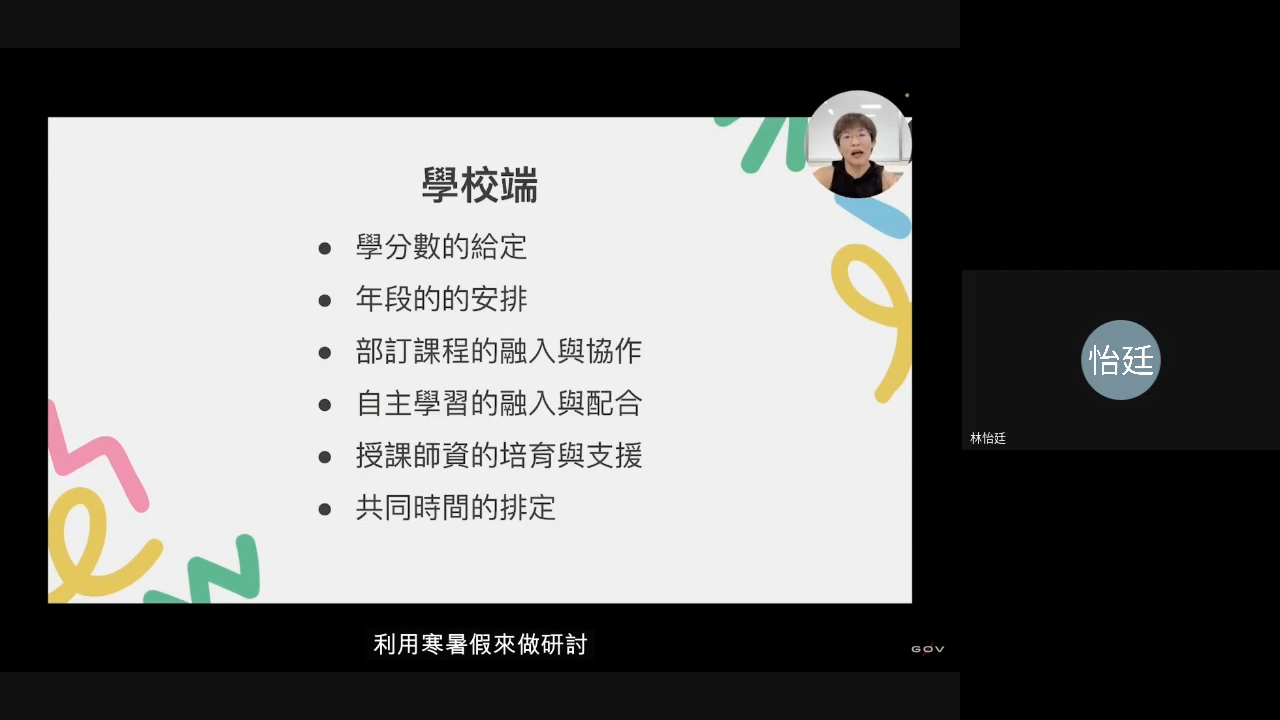 學校端
● 學分數的給定
● 年段的的安排
● 部訂課程的融入與協作
● 自主學習的融入與配合
● 授課師資的培育與支援
● 共同時間的排定
怡廷
林怡廷
利用寒暑假來做研討
GOV